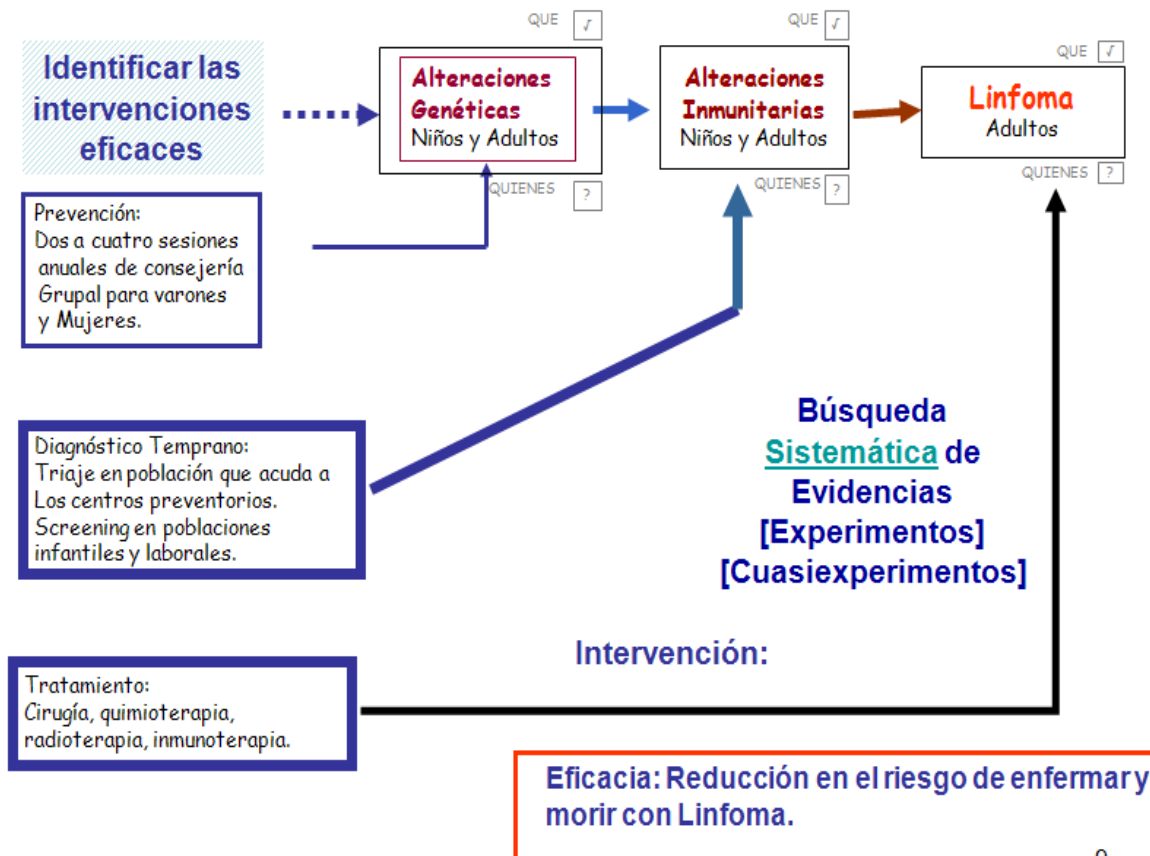 QUE √
QUE √
QUE √
Identificar las
intervenciones
eficaces
Alteraciones
Genéticas
Niños y Adultos
Alteraciones
Inmunitarias
Niños y Adultos
Linfoma
Adultos
QUIENES ?
QUIENES ?
QUIENES ?
Prevención:
Dos a cuatro sesiones
anuales de consejería
Grupal para varones
y Mujeres.
Diagnóstico Temprano:
Triaje en población que acuda a
Los centros preventorios.
Screening en poblaciones
infantiles y laborales.
Búsqueda
Sistemática de
Evidencias
[Experimentos]
[Cuasiexperimentos]
Intervención:
Tratamiento:
Cirugía, quimioterapia,
radioterapia, inmunoterapia.
Eficacia: Reducción en el riesgo de enfermar y
morir con Linfoma.